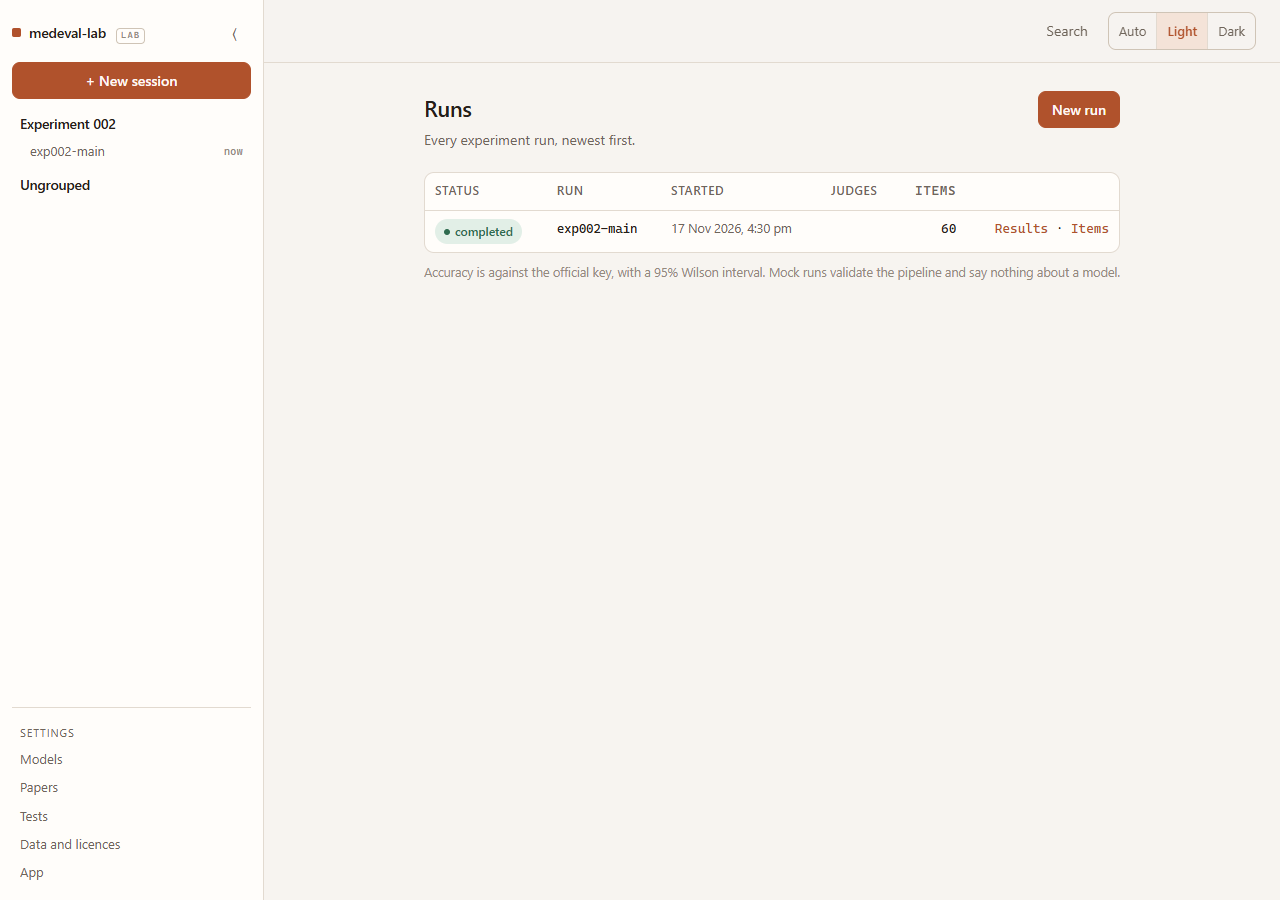 medeval-lab LAB ⟨
+ New session
Experiment 002
exp002-main now
Ungrouped
SETTINGS
Models
Papers
Tests
Data and licences
App
Search Auto Light Dark
Runs
New run
Every experiment run, newest first.
STATUS RUN STARTED JUDGES ITEMS
completed exp002-main 17 Nov 2026, 4:30 pm 60 Results · Items
Accuracy is against the official key, with a 95% Wilson interval. Mock runs validate the pipeline and say nothing about a model.